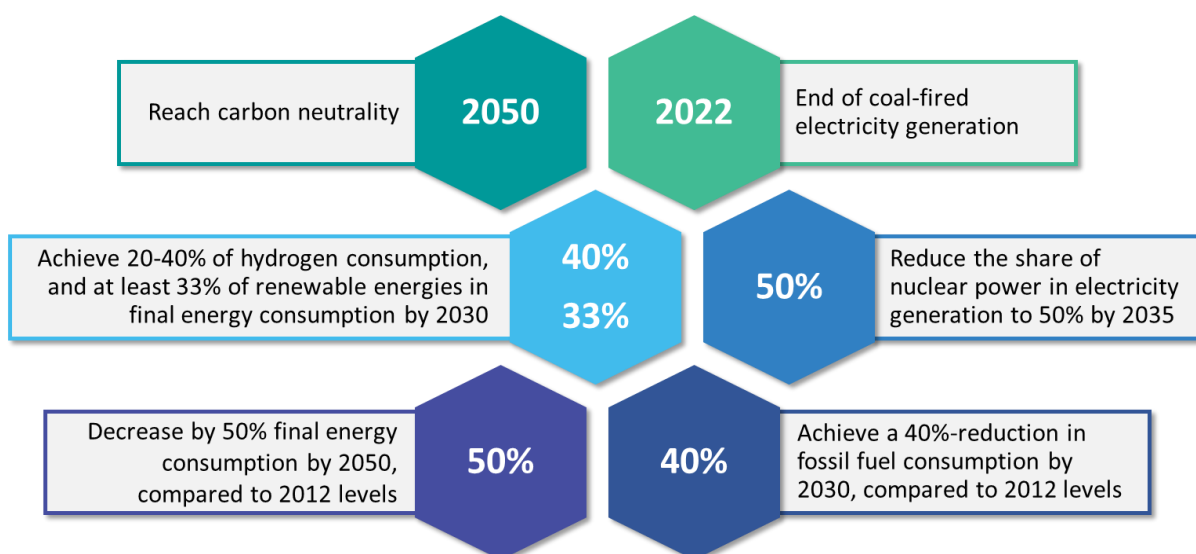 Reach carbon neutrality
2050
2022
End of coal-fired
electricity generation
Achieve 20-40% of hydrogen consumption,
and at least 33% of renewable energies in
final energy consumption by 2030
40%
33%
50%
Reduce the share of
nuclear power in electricity
generation to 50% by 2035
Decrease by 50% final energy
consumption by 2050,
compared to 2012 levels
50%
40%
Achieve a 40%-reduction in
fossil fuel consumption by
2030, compared to 2012 levels